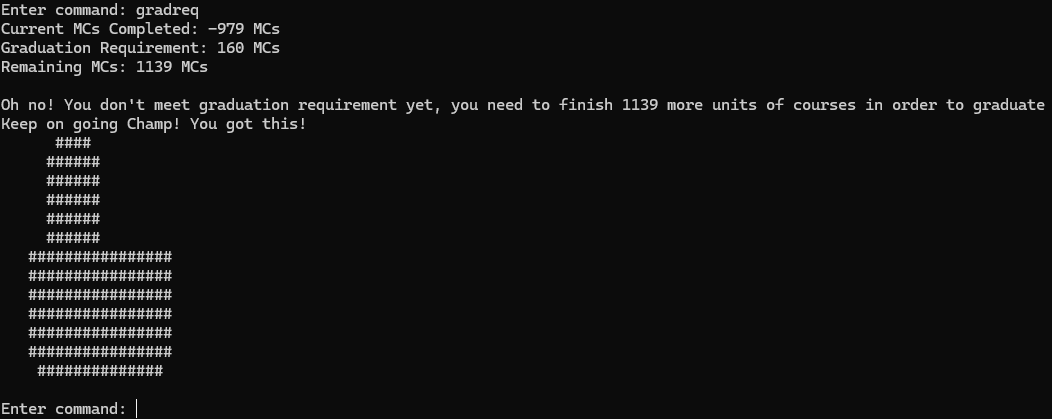 Enter command: gradreq
Current MCs Completed: -979 MCs
Graduation Requirement: 160 MCs
Remaining MCs: 1139 MCs

Oh no! You don't meet graduation requirement yet, you need to finish 1139 more units of courses in order to graduate
Keep on going Champ! You got this!
      ####
     ######
     ######
     ######
     ######
     ######
   ################
   ################
   ################
   ################
   ################
   ################
    ##############

Enter command: